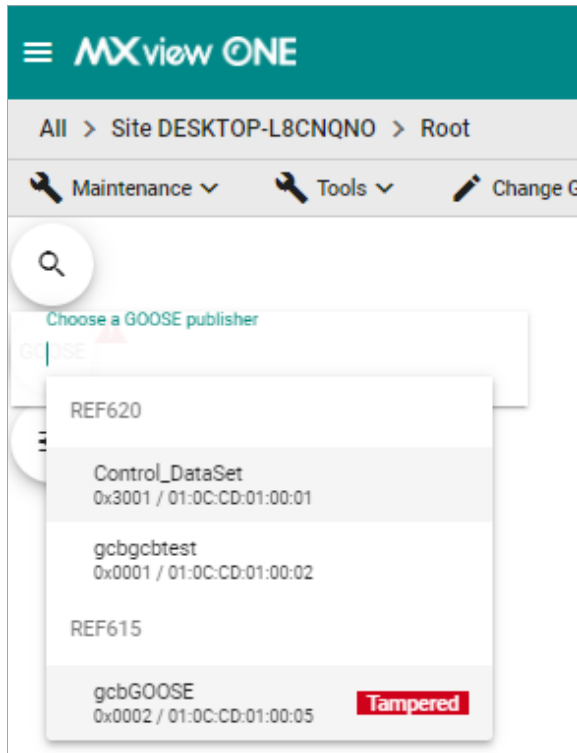 MXview ONE
All > Site DESKTOP-L8CNQNO > Root
Maintenance Tools Change G
Choose a GOOSE publisher
GOOSE
REF620
Control_DataSet
0x3001 / 01:0C:CD:01:00:01
gcbgcbtest
0x0001 / 01:0C:CD:01:00:02
REF615
gcbGOOSE Tampered
0x0002 / 01:0C:CD:01:00:05